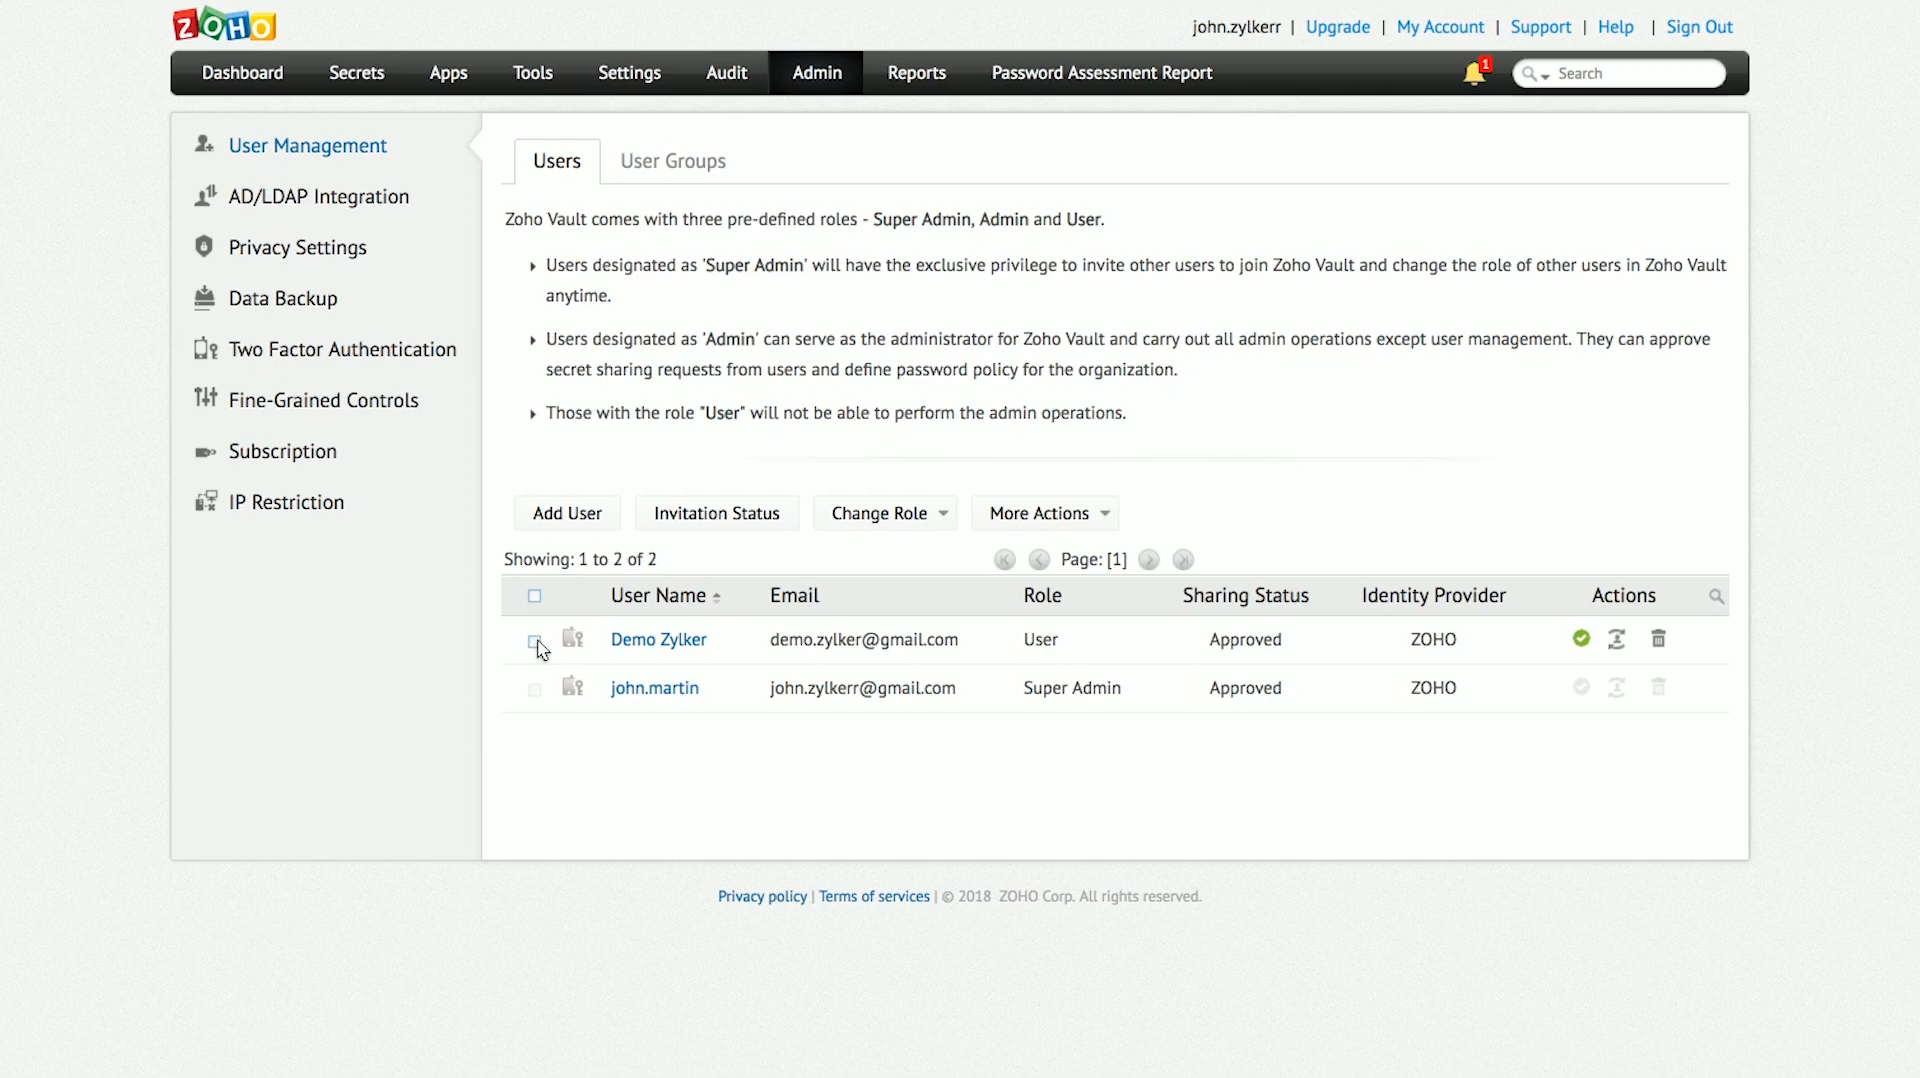 ZOHO
john.zylkerr | Upgrade | My Account | Support | Help | Sign Out
Dashboard Secrets Apps Tools Settings Audit Admin Reports Password Assessment Report 1 Search
User Management
AD/LDAP Integration
Privacy Settings
Data Backup
Two Factor Authentication
Fine-Grained Controls
Subscription
IP Restriction
Users User Groups
Zoho Vault comes with three pre-defined roles - Super Admin, Admin and User.
Users designated as 'Super Admin' will have the exclusive privilege to invite other users to join Zoho Vault and change the role of other users in Zoho Vault
anytime.
Users designated as 'Admin' can serve as the administrator for Zoho Vault and carry out all admin operations except user management. They can approve
secret sharing requests from users and define password policy for the organization.
Those with the role "User" will not be able to perform the admin operations.
Add User Invitation Status Change Role More Actions
Showing: 1 to 2 of 2 Page: [1]
User Name Email Role Sharing Status Identity Provider Actions
Demo Zylker demo.zylker@gmail.com User Approved ZOHO
john.martin john.zylkerr@gmail.com Super Admin Approved ZOHO
Privacy policy | Terms of services | © 2018 ZOHO Corp. All rights reserved.